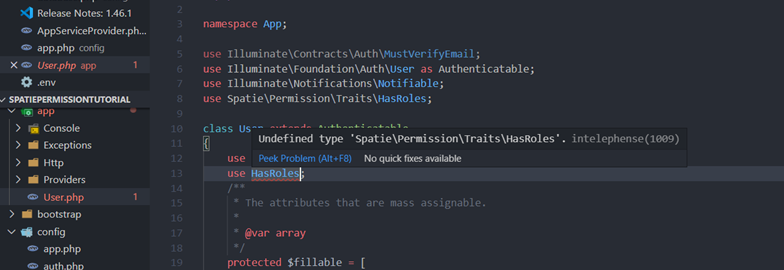 Release Notes: 1.46.1
AppServiceProvider.ph...
app.php config
User.php app 1
.env
SPATIEPERMISSIONTUTORIAL
app
Console
Exceptions
Http
Providers
User.php 1
bootstrap
config
app.php
auth.php
2
3 namespace App;
4
5 use Illuminate\Contracts\Auth\MustVerifyEmail;
6 use Illuminate\Foundation\Auth\User as Authenticatable;
7 use Illuminate\Notifications\Notifiable;
8 use Spatie\Permission\Traits\HasRoles;
9
10 class User extends Authenticatable
Undefined type 'Spatie\Permission\Traits\HasRoles'. intelephense(1009)
11 {
Peek Problem (Alt+F8) No quick fixes available
12 use
13 use HasRoles;
14 /**
15 * The attributes that are mass assignable.
16 *
17 * @var array
18 */
19 protected $fillable = [